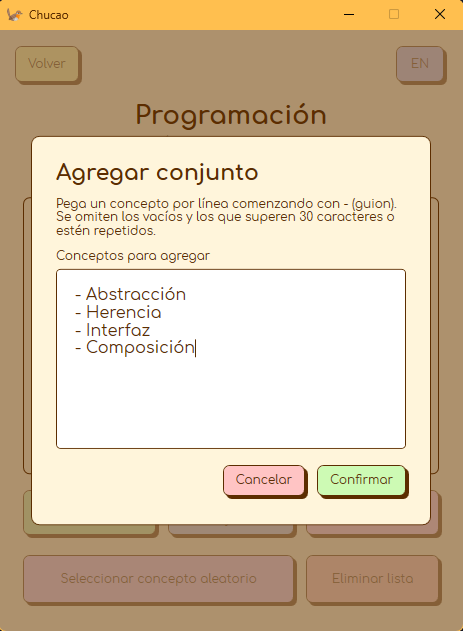 Chucao
Volver
EN
Programación
Agregar conjunto
Pega un concepto por línea comenzando con - (guion).
Se omiten los vacíos y los que superen 30 caracteres o
estén repetidos.
Conceptos para agregar
- Abstracción
- Herencia
- Interfaz
- Composición
Cancelar
Confirmar
Seleccionar concepto aleatorio
Eliminar lista